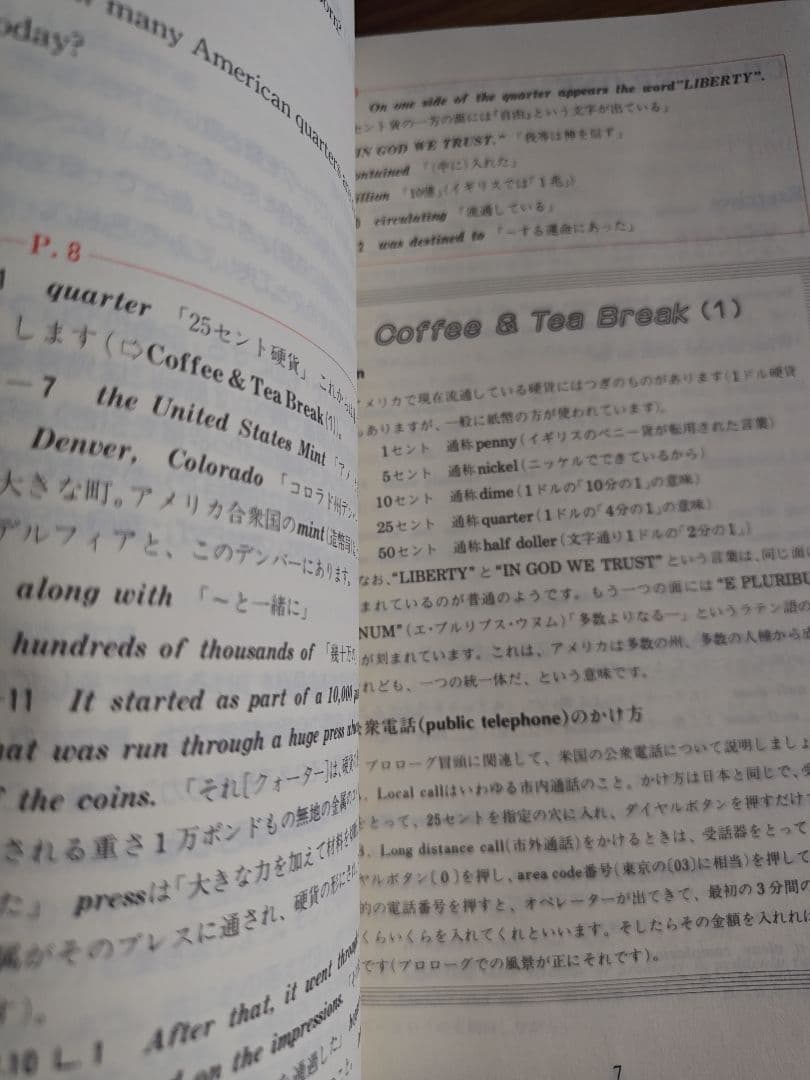 many American quarters
today?
P. 8
quarter 「25セント硬貨」 これからは
します(⇨Coffee & Tea Break(1))。
—7 the United States Mint
Denver, Colorado 「コロラド州デン
大きな町。アメリカ合衆国のmint(造幣局)は
デルフィアと、このデンバーにあります。
along with 「～と一緒に」
hundreds of thousands of 「幾十万の
11 It started as part of a 10,000
that was run through a huge press
the coins. 「それ[クォーター]は、硬貨に
される重さ1万ポンドもの無地の金属の
た」 pressは「大きな力を加えて材料を
属がそのプレスに通され、硬貨の形にされ
す)。
10 L. 1 After that, it went through
on the impressions.
On one side of the quarter appears the word"LIBERTY".
セント貨の一方の面には『自由』という文字が出ている」
IN GOD WE TRUST." 「我等は神を信ず」
contained 「(中に)入れた」
billion 「10億」(イギリスでは「1兆」)
circulating 「流通している」
was destined to 「～する運命にあった」
Coffee & Tea Break (1)
メリカで現在流通している硬貨にはつぎのものがあります(1ドル硬貨
ありますが、一般に紙幣の方が使われています)。
1セント 通称penny(イギリスのペニー貨が転用された言葉)
5セント 通称nickel(ニッケルでできているから)
10セント 通称dime(1ドルの「10分の1」の意味)
25セント 通称quarter(1ドルの「4分の1」の意味)
50セント 通称half doller(文字通り1ドルの「2分の1」)
なお、"LIBERTY"と"IN GOD WE TRUST"という言葉は、同じ面に
まれているのが普通のようです。もう一つの面には"E PLURIBU
NUM"(エ・プルリブス・ウヌム)「多数よりなる一」というラテン語の
が刻まれています。これは、アメリカは多数の州、多数の人種から成
れども、一つの統一体だ、という意味です。
衆電話(public telephone)のかけ方
プロローグ冒頭に関連して、米国の公衆電話について説明しましょ
Local callはいわゆる市内通話のこと。かけ方は日本と同じで、受
とって、25セントを指定の穴に入れ、ダイヤルボタンを押すだけ
Long distance call(市外通話)をかけるときは、受話器をとって
ヤルボタン〔0〕を押し、area code番号(東京の〔03〕に相当)を押して
的の電話番号を押すと、オペレーターが出てきて、最初の3分間の
くらいくらを入れてくれといいます。そしたらその金額を入れれば
です(プロローグでの風景が正にそれです)。
7